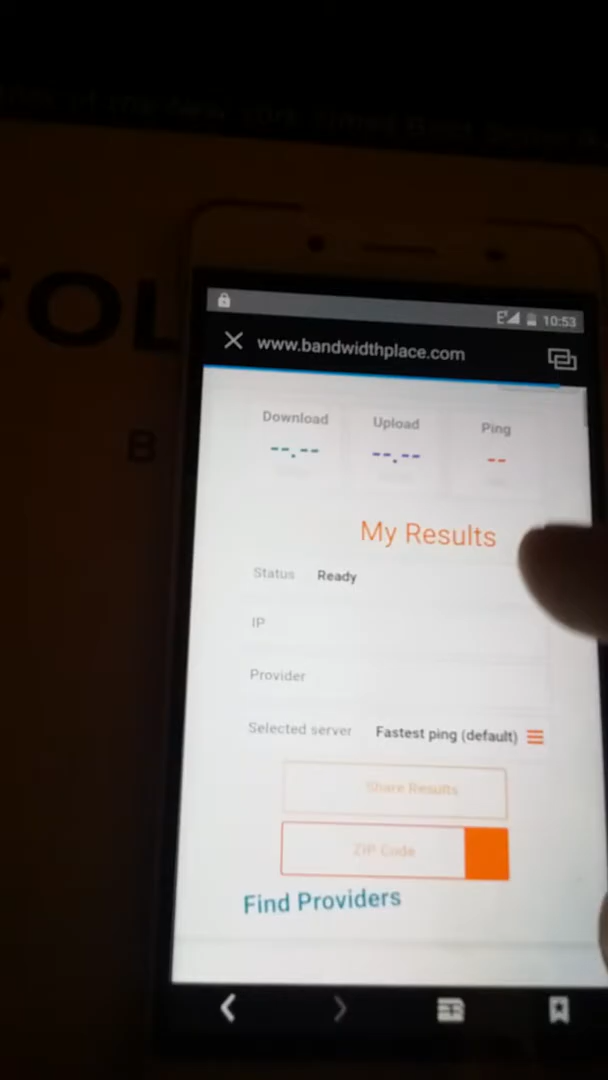 OL
B
E 10:53
www.bandwidthplace.com
Download Upload Ping
--.-- --.-- --
My Results
Status Ready
IP
Provider
Selected server Fastest ping (default)
Share Results
ZIP Code
Find Providers